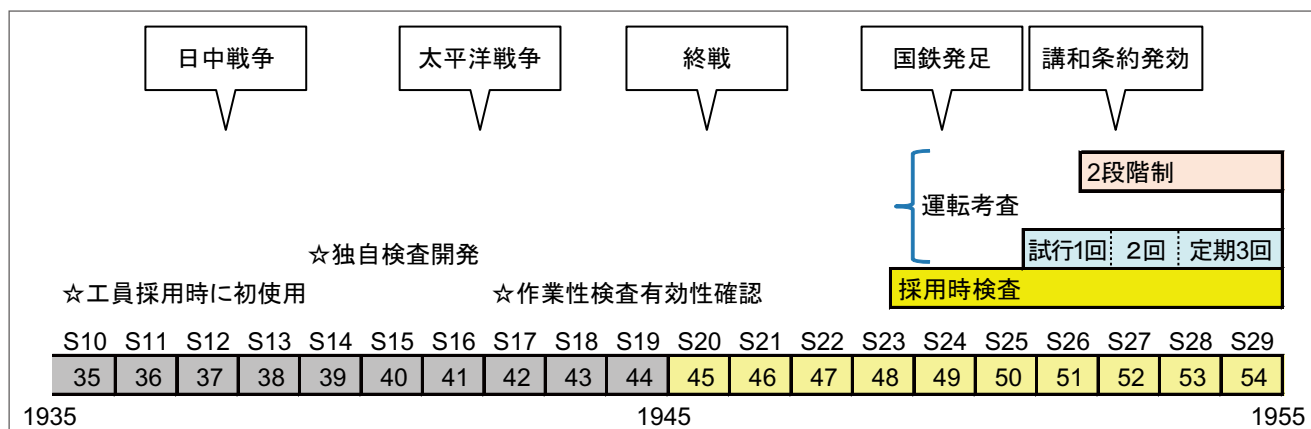 日中戦争 太平洋戦争 終戦 国鉄発足 講和条約発効
2段階制
運転考査
試行1回 2回 定期3回
☆独自検査開発
採用時検査
☆工員採用時に初使用 ☆作業性検査有効性確認
S10 S11 S12 S13 S14 S15 S16 S17 S18 S19 S20 S21 S22 S23 S24 S25 S26 S27 S28 S29
35 36 37 38 39 40 41 42 43 44 45 46 47 48 49 50 51 52 53 54
1935 1945 1955